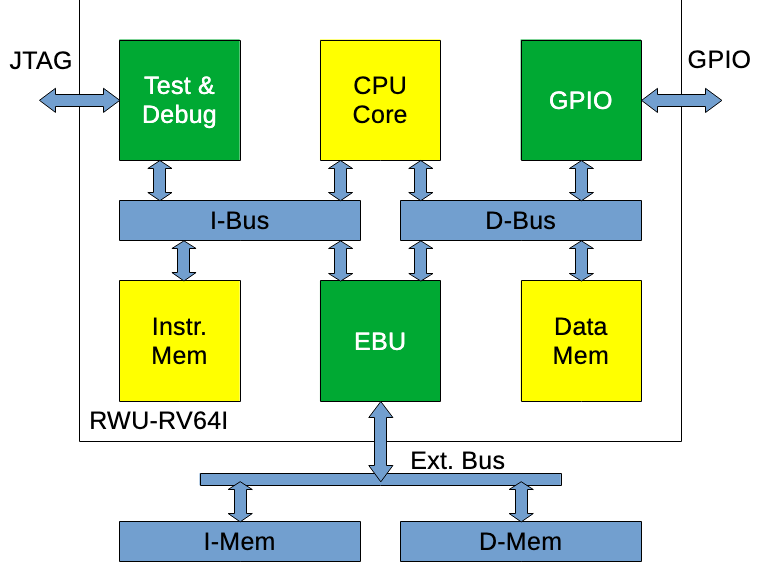 JTAG
Test &
Debug
CPU
Core
GPIO
GPIO
I-Bus
D-Bus
Instr.
Mem
EBU
Data
Mem
RWU-RV64I
Ext. Bus
I-Mem
D-Mem